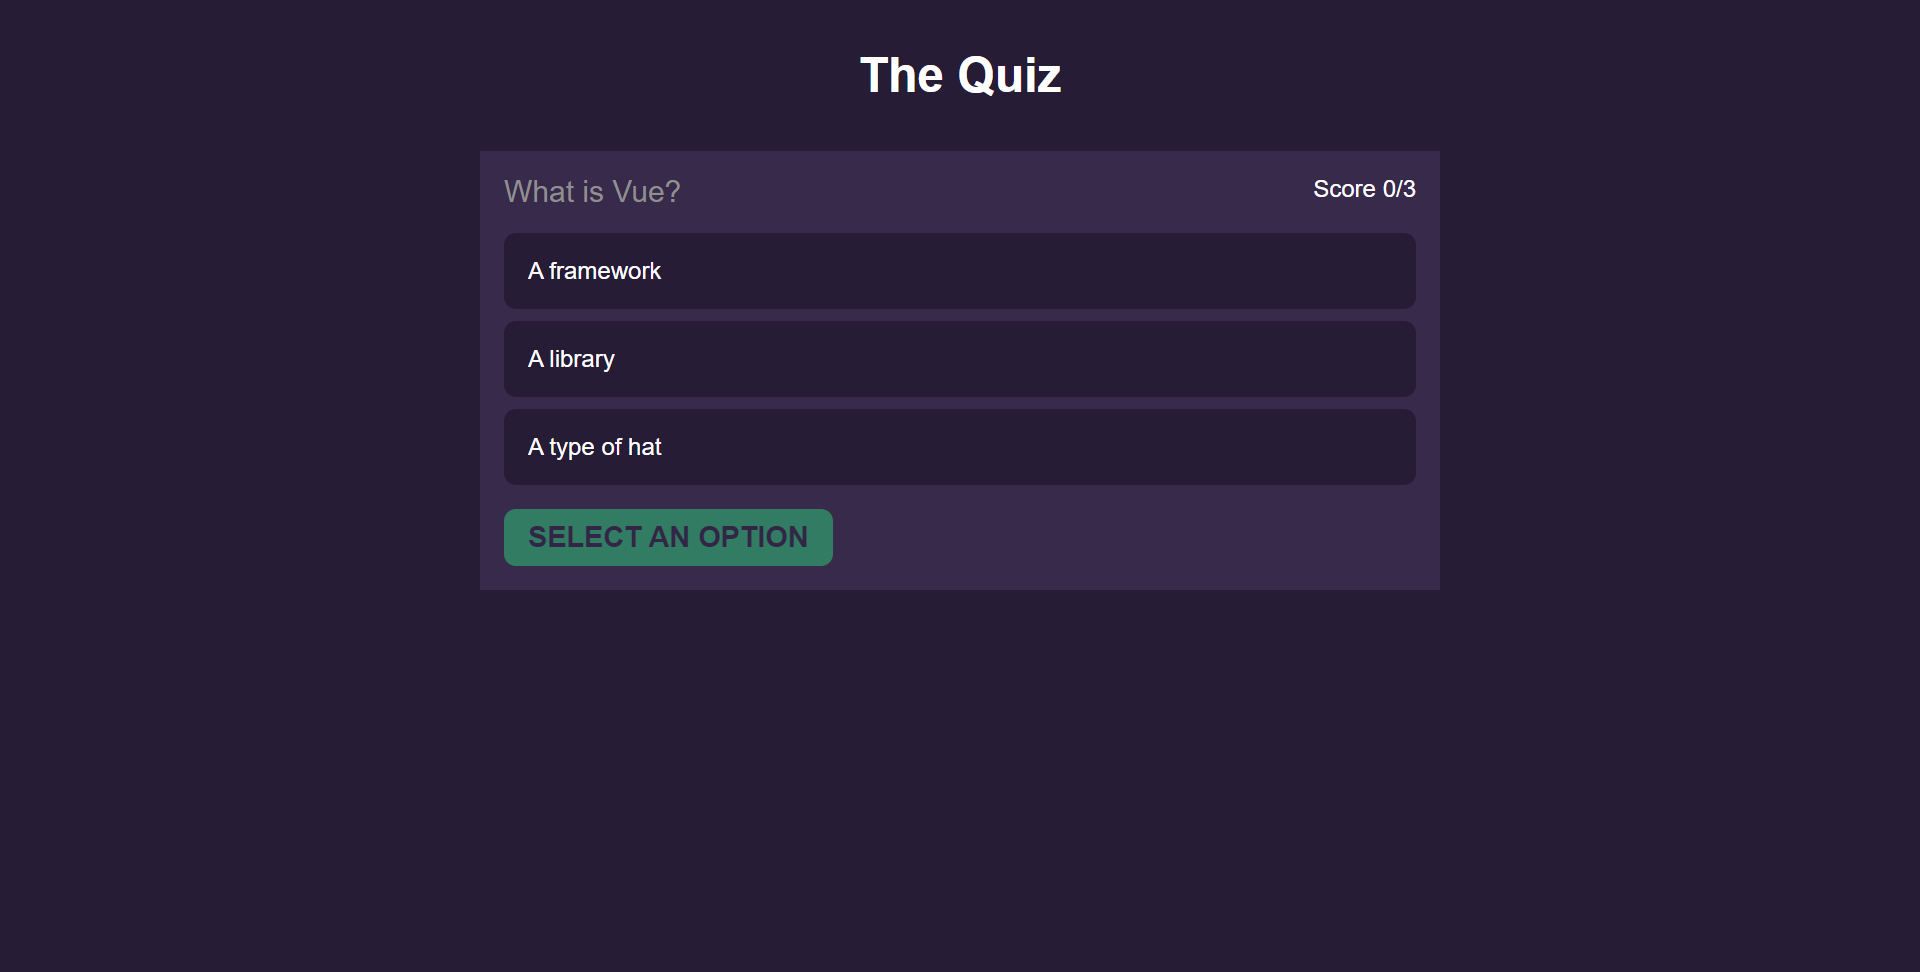 The Quiz
What is Vue?
Score 0/3
A framework
A library
A type of hat
SELECT AN OPTION